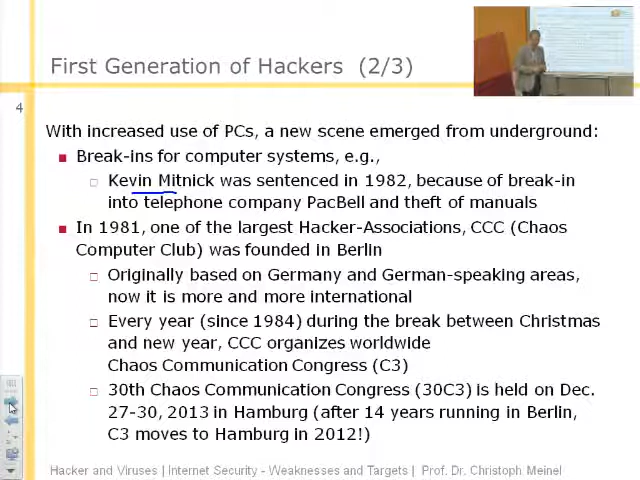 First Generation of Hackers (2/3)
4
With increased use of PCs, a new scene emerged from underground:
Break-ins for computer systems, e.g.,
Kevin Mitnick was sentenced in 1982, because of break-in
into telephone company PacBell and theft of manuals
In 1981, one of the largest Hacker-Associations, CCC (Chaos
Computer Club) was founded in Berlin
Originally based on Germany and German-speaking areas,
now it is more and more international
Every year (since 1984) during the break between Christmas
and new year, CCC organizes worldwide
Chaos Communication Congress (C3)
30th Chaos Communication Congress (30C3) is held on Dec.
27-30, 2013 in Hamburg (after 14 years running in Berlin,
C3 moves to Hamburg in 2012!)
Hacker and Viruses | Internet Security - Weaknesses and Targets | Prof. Dr. Christoph Meinel